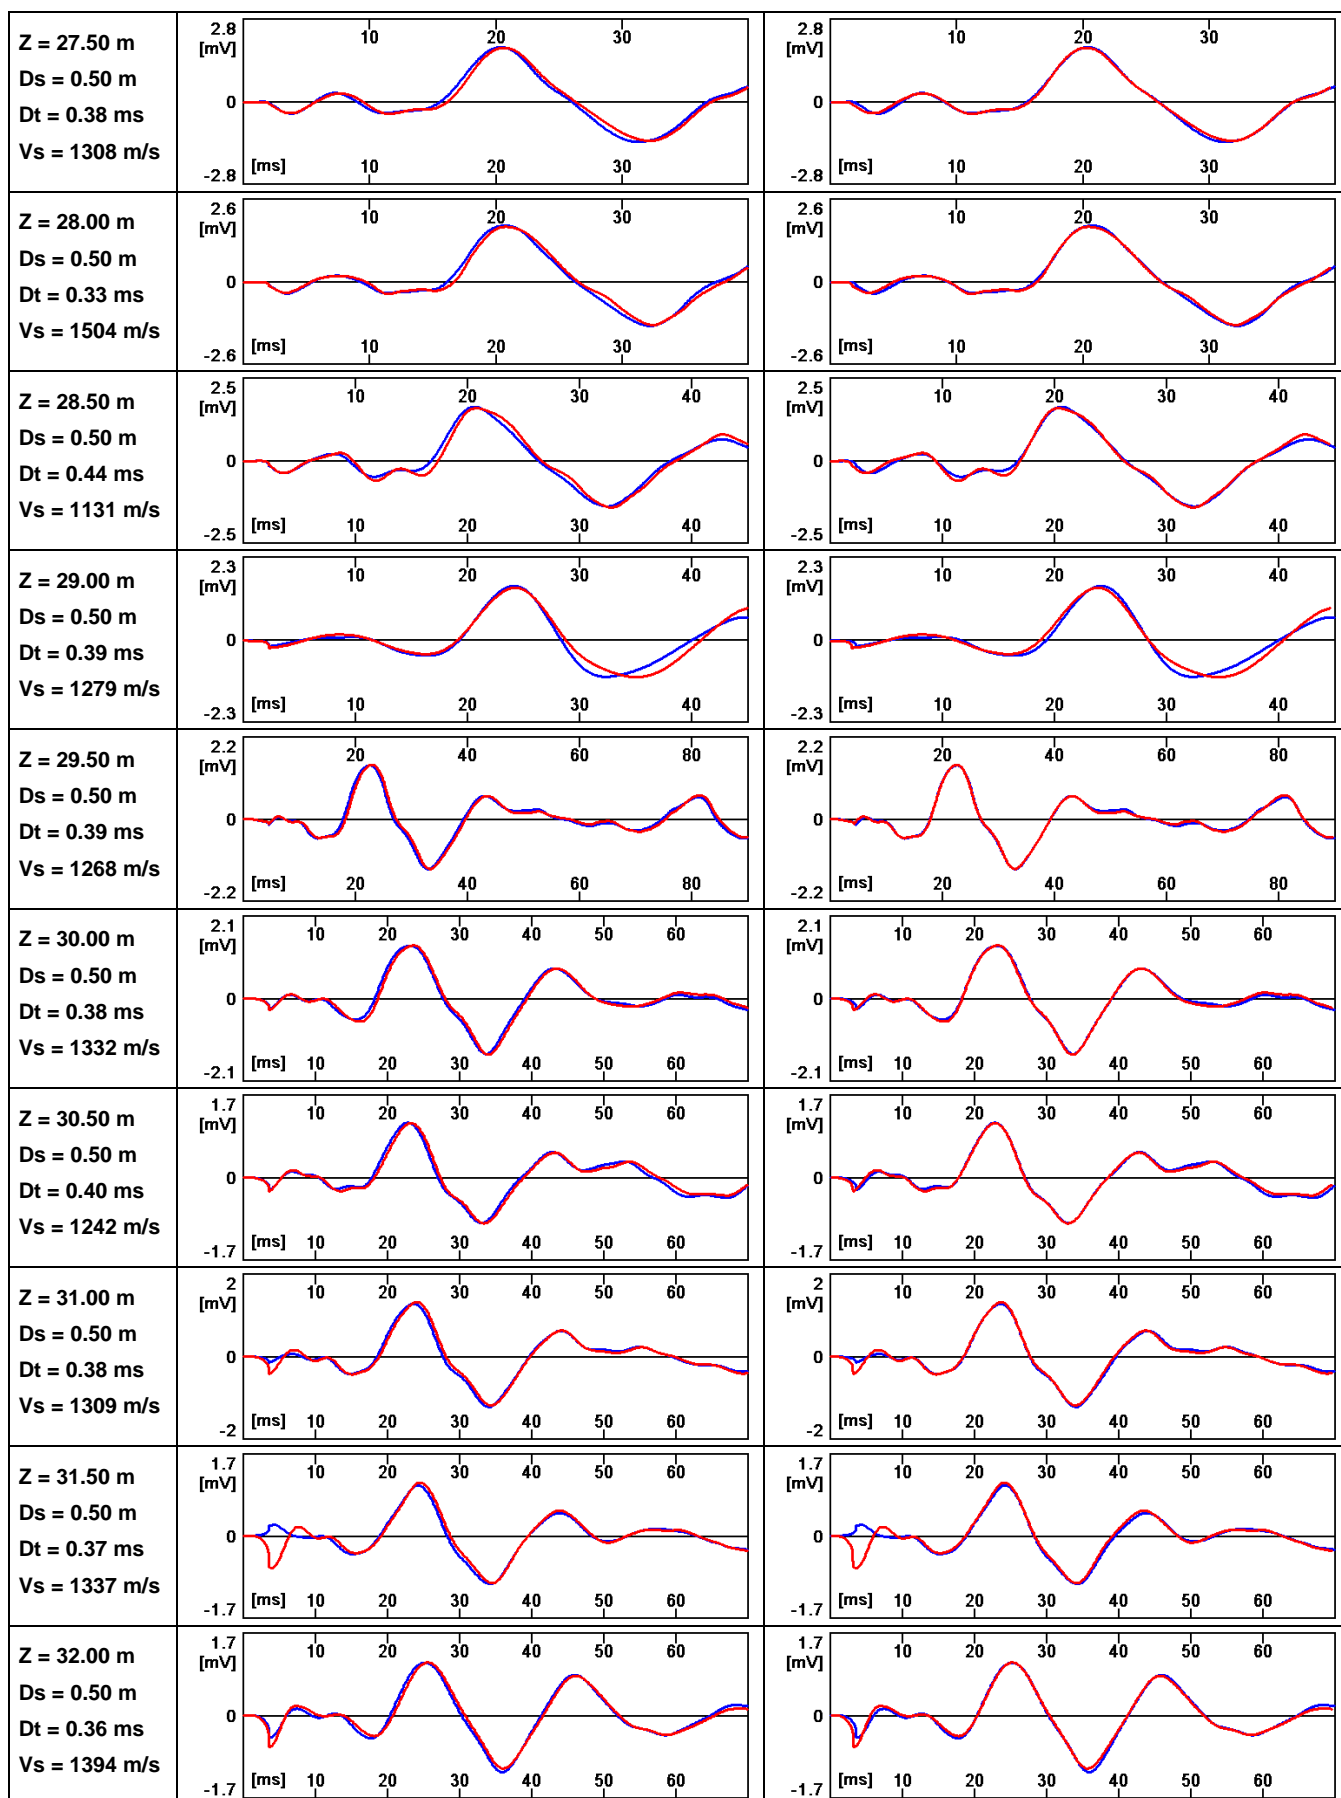 Z = 27.50 m
Ds = 0.50 m
Dt = 0.38 ms
Vs = 1308 m/s
2.8 10 20 30
[mV]
0
[ms] 10 20 30
-2.8
2.8 10 20 30
[mV]
0
[ms] 10 20 30
-2.8
Z = 28.00 m
Ds = 0.50 m
Dt = 0.33 ms
Vs = 1504 m/s
2.6 10 20 30
[mV]
0
[ms] 10 20 30
-2.6
2.6 10 20 30
[mV]
0
[ms] 10 20 30
-2.6
Z = 28.50 m
Ds = 0.50 m
Dt = 0.44 ms
Vs = 1131 m/s
2.5 10 20 30 40
[mV]
0
[ms] 10 20 30 40
-2.5
2.5 10 20 30 40
[mV]
0
[ms] 10 20 30 40
-2.5
Z = 29.00 m
Ds = 0.50 m
Dt = 0.39 ms
Vs = 1279 m/s
2.3 10 20 30 40
[mV]
0
[ms] 10 20 30 40
-2.3
2.3 10 20 30 40
[mV]
0
[ms] 10 20 30 40
-2.3
Z = 29.50 m
Ds = 0.50 m
Dt = 0.39 ms
Vs = 1268 m/s
2.2 20 40 60 80
[mV]
0
[ms] 20 40 60 80
-2.2
2.2 20 40 60 80
[mV]
0
[ms] 20 40 60 80
-2.2
Z = 30.00 m
Ds = 0.50 m
Dt = 0.38 ms
Vs = 1332 m/s
2.1 10 20 30 40 50 60
[mV]
0
[ms] 10 20 30 40 50 60
-2.1
2.1 10 20 30 40 50 60
[mV]
0
[ms] 10 20 30 40 50 60
-2.1
Z = 30.50 m
Ds = 0.50 m
Dt = 0.40 ms
Vs = 1242 m/s
1.7 10 20 30 40 50 60
[mV]
0
[ms] 10 20 30 40 50 60
-1.7
1.7 10 20 30 40 50 60
[mV]
0
[ms] 10 20 30 40 50 60
-1.7
Z = 31.00 m
Ds = 0.50 m
Dt = 0.38 ms
Vs = 1309 m/s
2 10 20 30 40 50 60
[mV]
0
[ms] 10 20 30 40 50 60
-2
2 10 20 30 40 50 60
[mV]
0
[ms] 10 20 30 40 50 60
-2
Z = 31.50 m
Ds = 0.50 m
Dt = 0.37 ms
Vs = 1337 m/s
1.7 10 20 30 40 50 60
[mV]
0
[ms] 10 20 30 40 50 60
-1.7
1.7 10 20 30 40 50 60
[mV]
0
[ms] 10 20 30 40 50 60
-1.7
Z = 32.00 m
Ds = 0.50 m
Dt = 0.36 ms
Vs = 1394 m/s
1.7 10 20 30 40 50 60
[mV]
0
[ms] 10 20 30 40 50 60
-1.7
1.7 10 20 30 40 50 60
[mV]
0
[ms] 10 20 30 40 50 60
-1.7